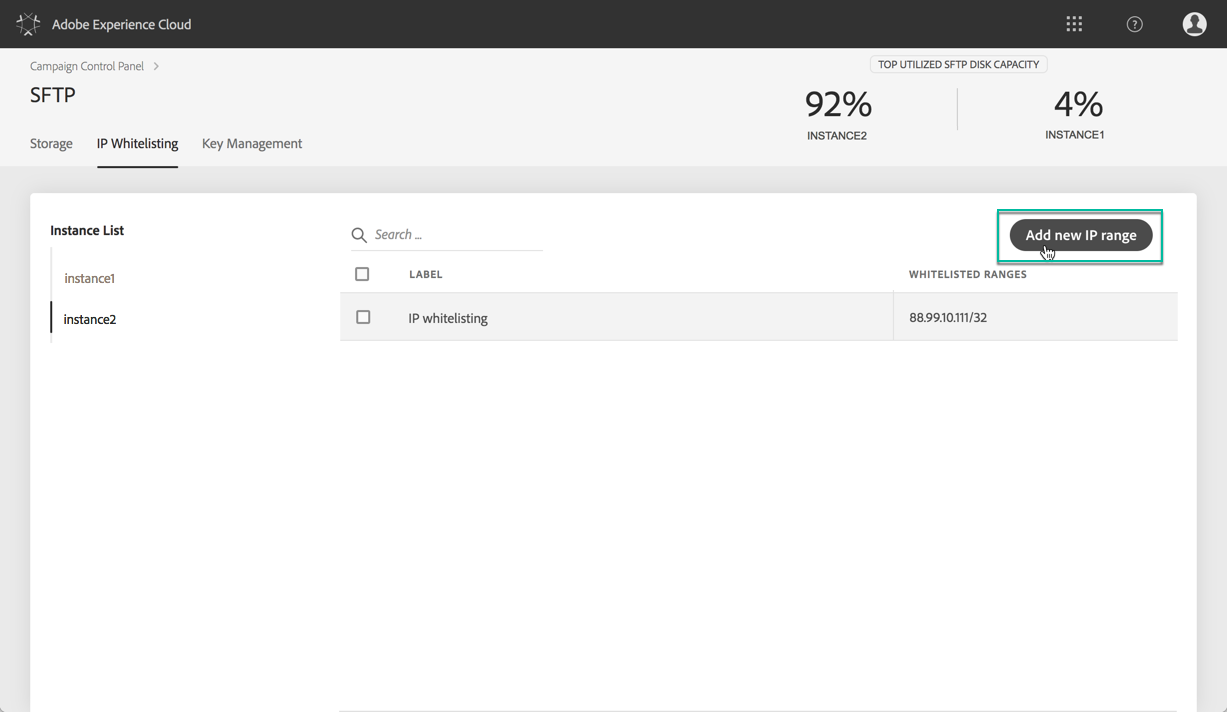 Adobe Experience Cloud
?
Campaign Control Panel >
SFTP
TOP UTILIZED SFTP DISK CAPACITY
92%
INSTANCE2
4%
INSTANCE1
Storage
IP Whitelisting
Key Management
Instance List
instance1
instance2
Search ...
Add new IP range
LABEL
WHITELISTED RANGES
IP whitelisting
88.99.10.111/32